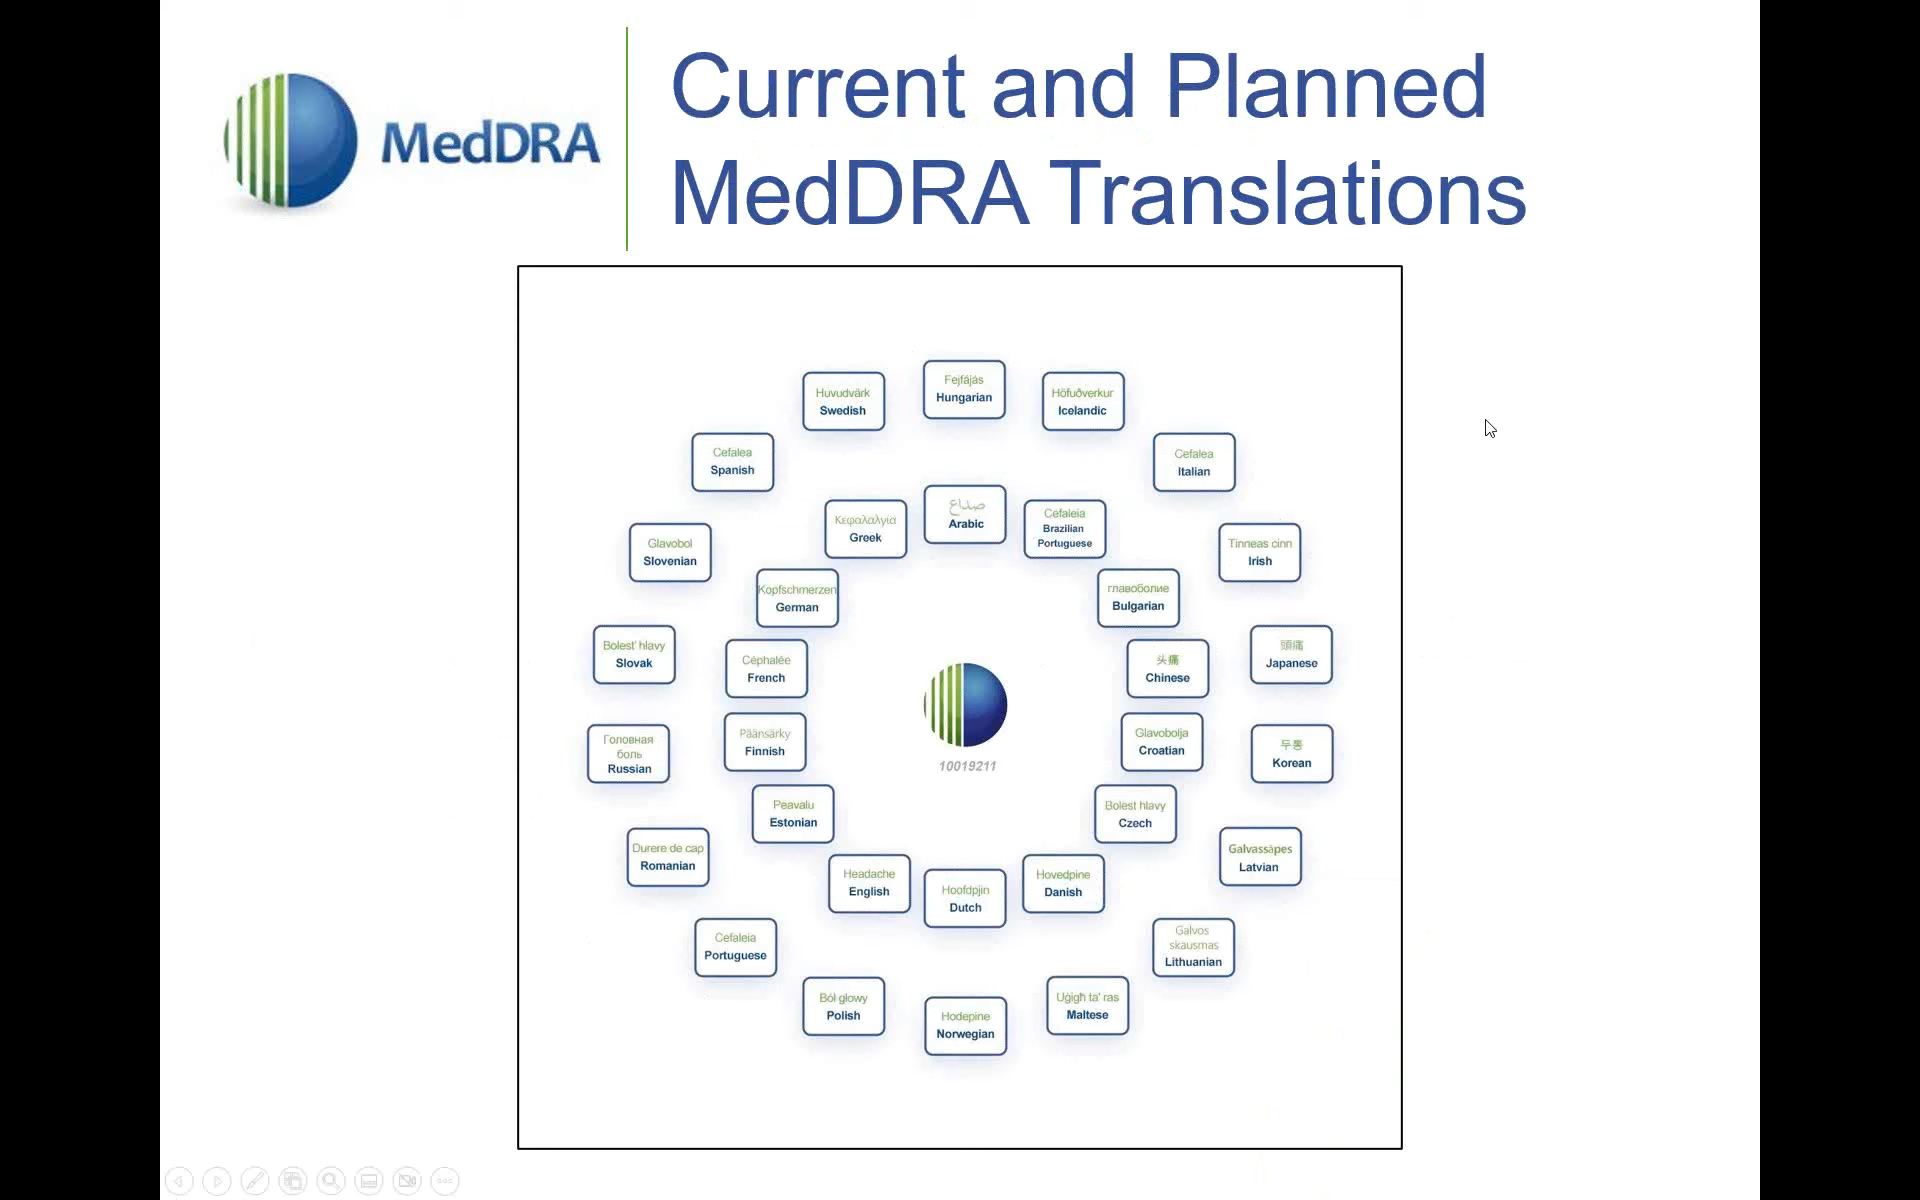 MedDRA
Current and Planned
MedDRA Translations
Fejfájás
Hungarian
Huvudvärk
Swedish
Höfuðverkur
Icelandic
Cefalea
Spanish
Cefalea
Italian
صداع
Arabic
Κεφαλαλγια
Greek
Cefaleia
Brazilian
Portuguese
Glavobol
Slovenian
Tinneas cinn
Irish
Kopfschmerzen
German
главоболие
Bulgarian
Bolesť hlavy
Slovak
Céphalée
French
头痛
Chinese
頭痛
Japanese
Головная
боль
Russian
Päänsärky
Finnish
10019211
Glavobolja
Croatian
두통
Korean
Peavalu
Estonian
Bolest hlavy
Czech
Durere de cap
Romanian
Galvassāpes
Latvian
Headache
English
Hoofdpjin
Dutch
Hovedpine
Danish
Cefaleia
Portuguese
Galvos
skausmas
Lithuanian
Ból głowy
Polish
Hodepine
Norwegian
Uġigħ ta' ras
Maltese